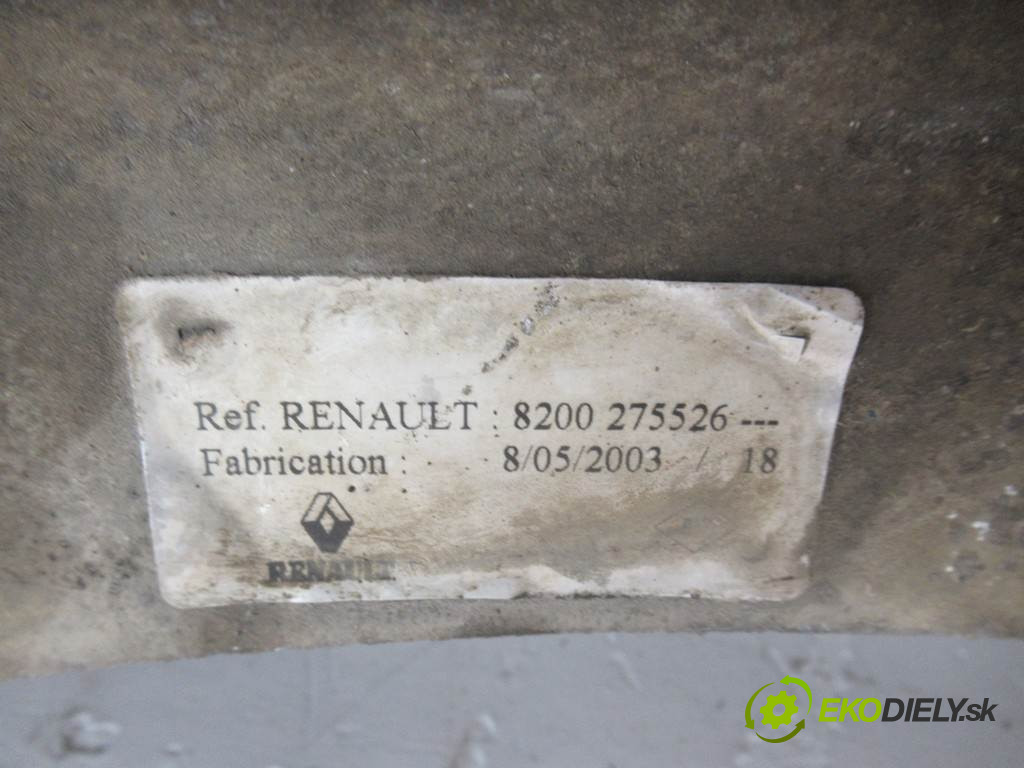 Ref. RENAULT : 8200 275526 ---
Fabrication : 8/05/2003 / 18
RENAULT
EKODIELY.sk